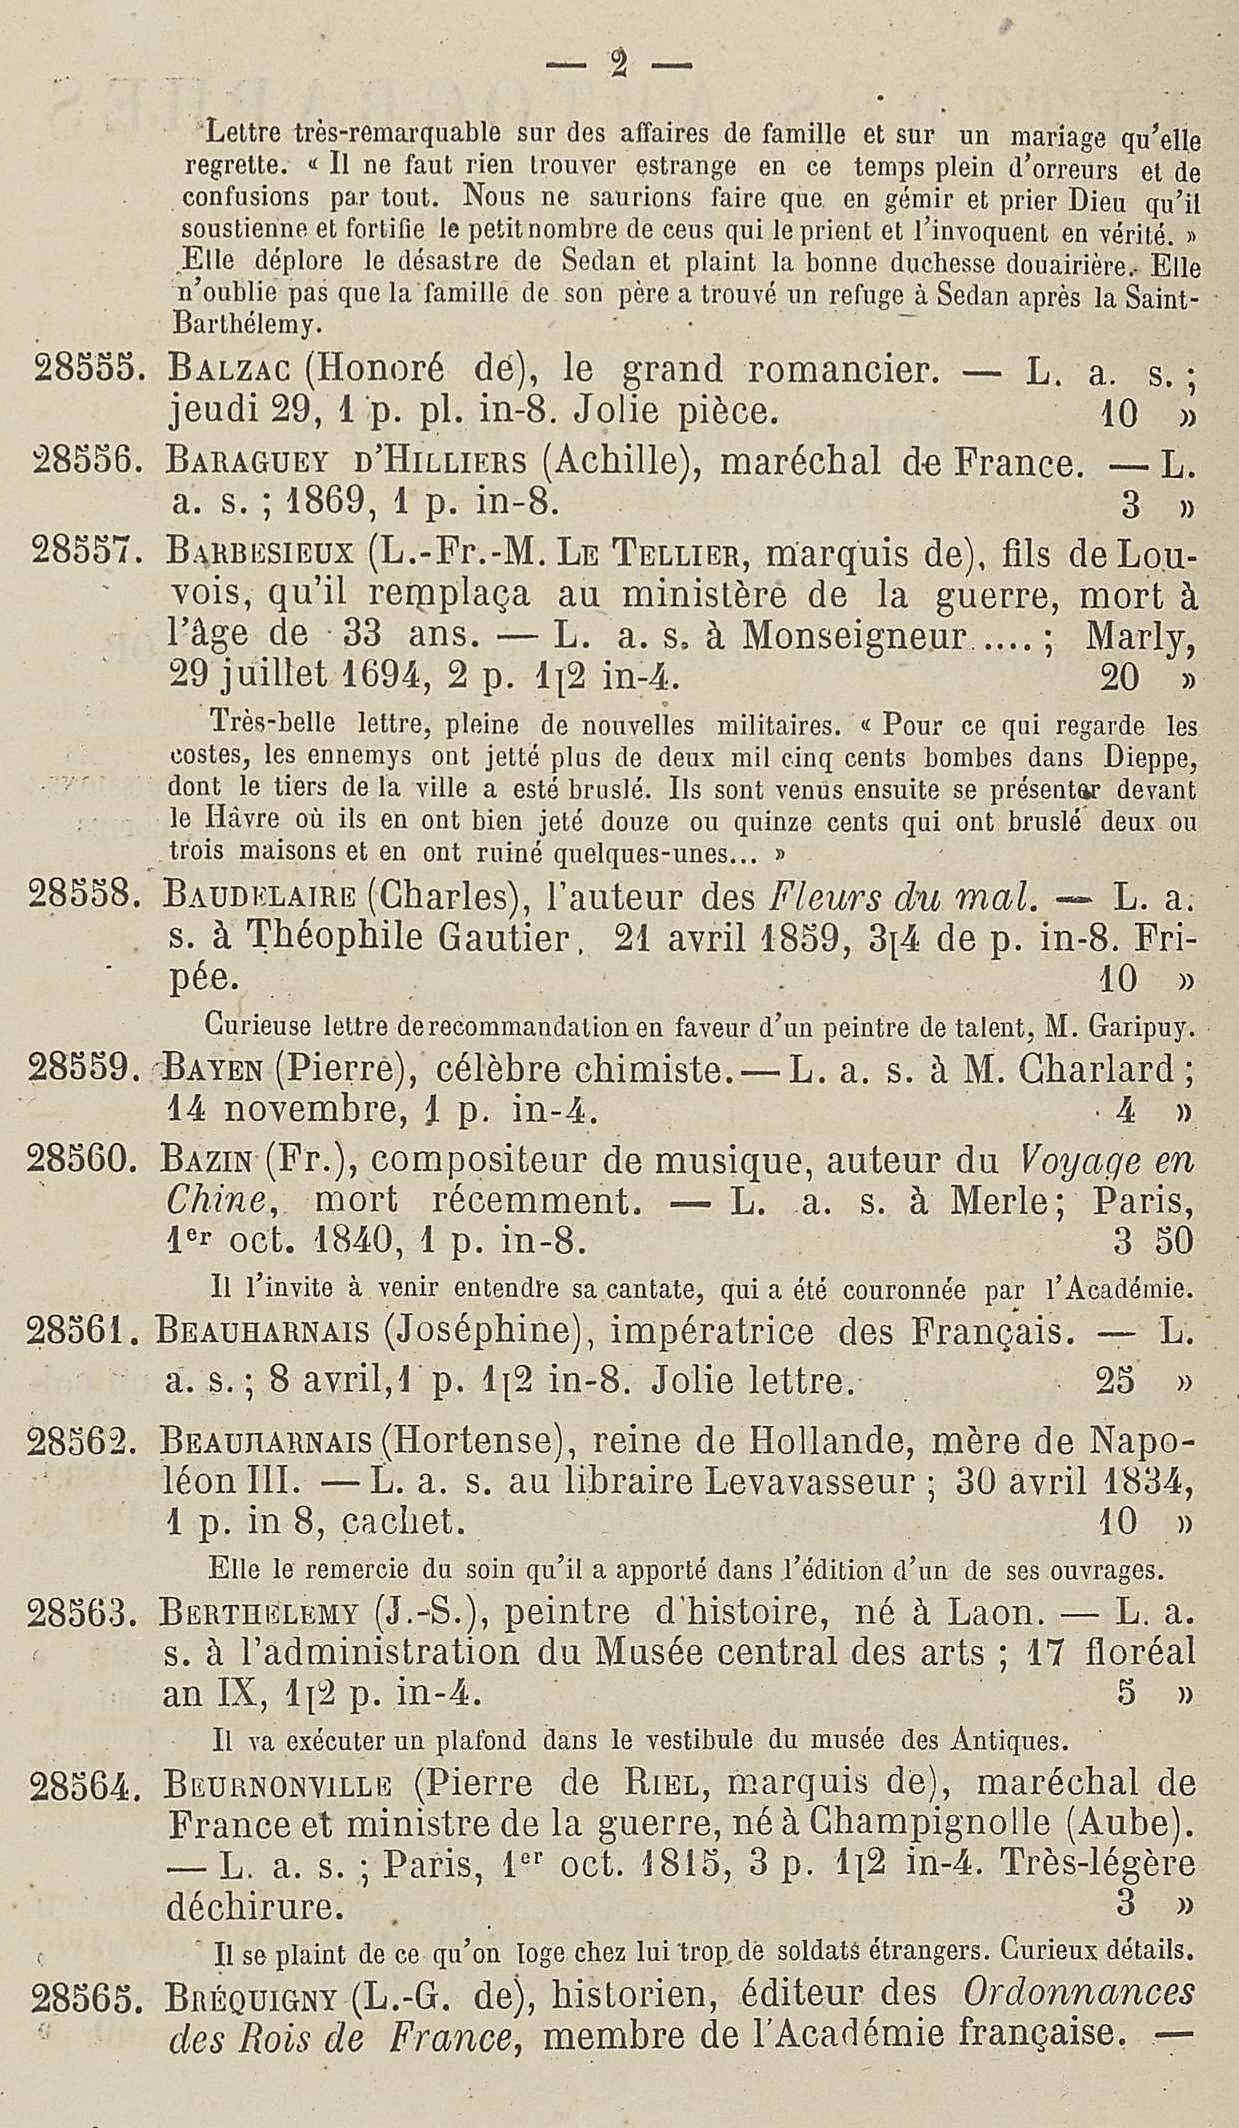 — 2 —
Lettre très-remarquable sur des affaires de famille et sur un mariage qu'elle
regrette. « Il ne faut rien trouver estrange en ce temps plein d'orreurs et de
confusions par tout. Nous ne saurions faire que en gémir et prier Dieu qu'il
soustienne et fortifie le petit nombre de ceus qui le prient et l'invoquent en vérité. »
Elle déplore le désastre de Sedan et plaint la bonne duchesse douairière. Elle
n'oublie pas que la famille de son père a trouvé un refuge à Sedan après la Saint-
Barthélemy.
28555. BALZAC (Honoré de), le grand romancier. — L. a. s. ;
jeudi 29, 1 p. pl. in-8. Jolie pièce. 10 »
28556. BARAGUEY D'HILLIERS (Achille), maréchal de France. — L.
a. s. ; 1869, 1 p. in-8. 3 »
28557. BARBESIEUX (L.-Fr.-M. LE TELLIER, marquis de), fils de Lou-
vois, qu'il remplaça au ministère de la guerre, mort à
l'âge de 33 ans. — L. a. s. à Monseigneur..... ; Marly,
29 juillet 1694, 2 p. 1|2 in-4. 20 »
Très-belle lettre, pleine de nouvelles militaires. « Pour ce qui regarde les
costes, les ennemys ont jetté plus de deux mil cinq cents bombes dans Dieppe,
dont le tiers de la ville a esté bruslé. Ils sont venus ensuite se présenter devant
le Hâvre où ils en ont bien jeté douze ou quinze cents qui ont bruslé deux ou
trois maisons et en ont ruiné quelques-unes... »
28558. BAUDELAIRE (Charles), l'auteur des Fleurs du mal. — L. a.
s. à Théophile Gautier, 21 avril 1859, 3|4 de p. in-8. Fri-
pée. 10 »
Curieuse lettre de recommandation en faveur d'un peintre de talent, M. Garipuy.
28559. BAYEN (Pierre), célèbre chimiste. — L. a. s. à M. Charlard ;
14 novembre, 1 p. in-4. 4 »
28560. BAZIN (Fr.), compositeur de musique, auteur du Voyage en
Chine, mort récemment. — L. a. s. à Merle; Paris,
1er oct. 1840, 1 p. in-8. 3 50
Il l'invite à venir entendre sa cantate, qui a été couronnée par l'Académie.
28561. BEAUHARNAIS (Joséphine), impératrice des Français. — L.
a. s. ; 8 avril, 1 p. 1|2 in-8. Jolie lettre. 25 »
28562. BEAUHARNAIS (Hortense), reine de Hollande, mère de Napo-
léon III. — L. a. s. au libraire Levavasseur ; 30 avril 1834,
1 p. in 8, cachet. 10 »
Elle le remercie du soin qu'il a apporté dans l'édition d'un de ses ouvrages.
28563. BERTHELEMY (J.-S.), peintre d'histoire, né à Laon. — L. a.
s. à l'administration du Musée central des arts ; 17 floréal
an IX, 1|2 p. in-4. 5 »
Il va exécuter un plafond dans le vestibule du musée des Antiques.
28564. BEURNONVILLE (Pierre de RIEL, marquis de), maréchal de
France et ministre de la guerre, né à Champignolle (Aube).
— L. a. s. ; Paris, 1er oct. 1815, 3 p. 1|2 in-4. Très-légère
déchirure. 3 »
Il se plaint de ce qu'on loge chez lui trop de soldats étrangers. Curieux détails.
28565. BRÉQUIGNY (L.-G. de), historien, éditeur des Ordonnances
des Rois de France, membre de l'Académie française. —